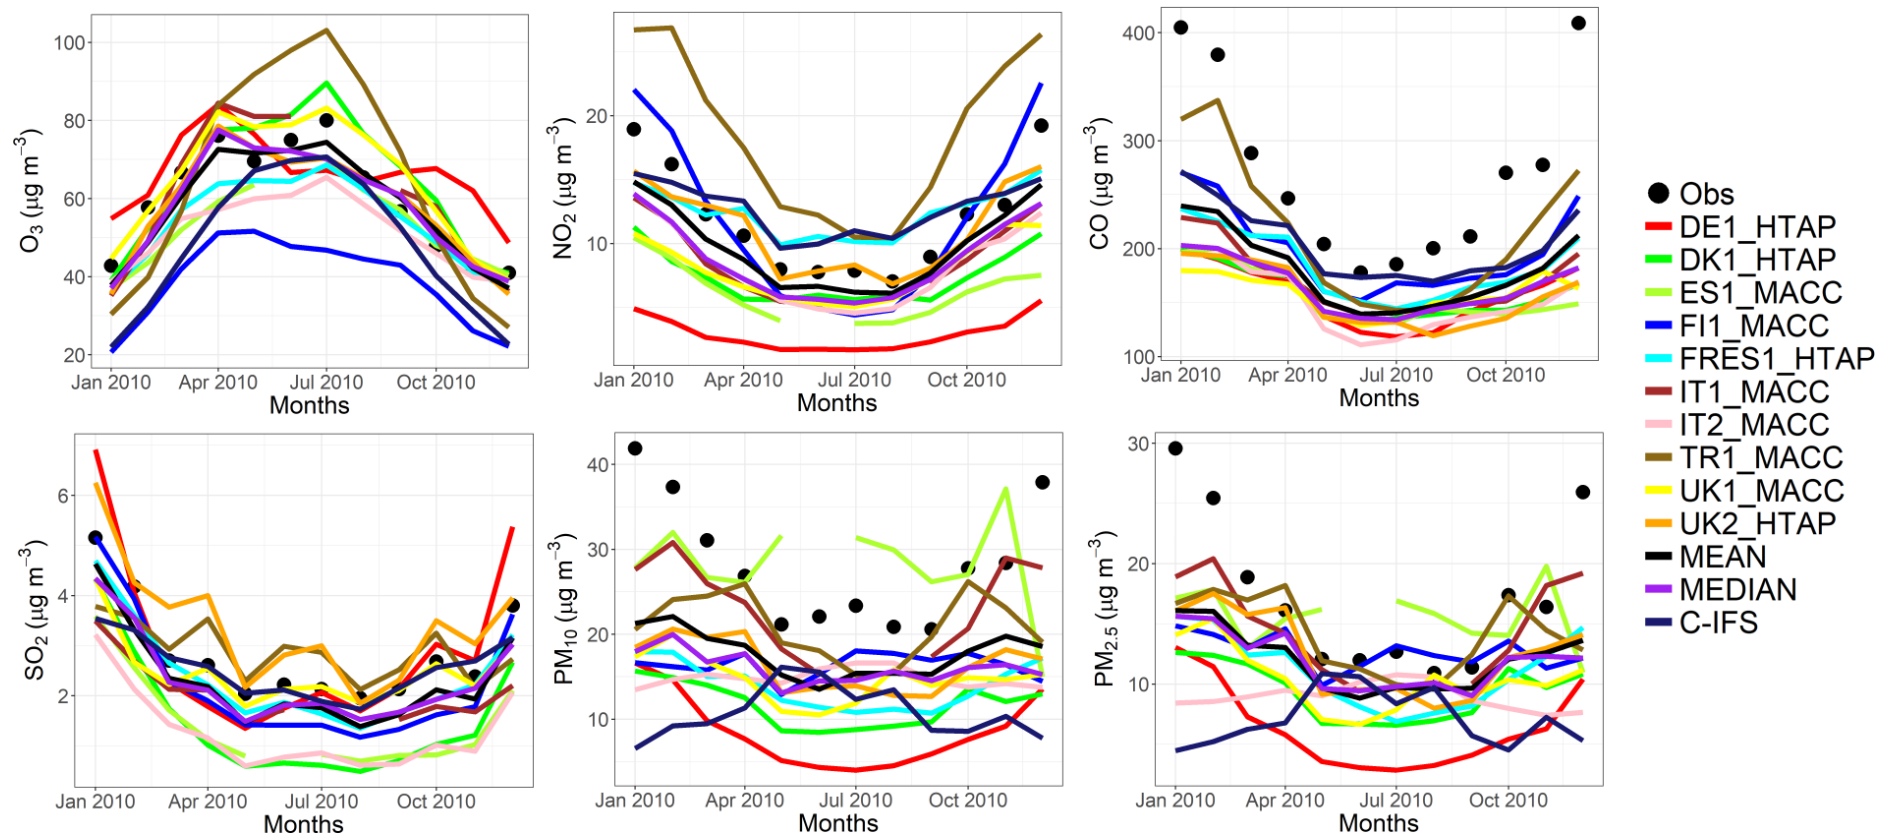 O3 (μg m−3)
100
80
60
40
20
Jan 2010 Apr 2010 Jul 2010 Oct 2010
Months
NO2 (μg m−3)
20
10
Jan 2010 Apr 2010 Jul 2010 Oct 2010
Months
CO (μg m−3)
400
300
200
100
Jan 2010 Apr 2010 Jul 2010 Oct 2010
Months
SO2 (μg m−3)
6
4
2
Jan 2010 Apr 2010 Jul 2010 Oct 2010
Months
PM10 (μg m−3)
40
30
20
10
Jan 2010 Apr 2010 Jul 2010 Oct 2010
Months
PM2.5 (μg m−3)
30
20
10
Jan 2010 Apr 2010 Jul 2010 Oct 2010
Months
Obs
DE1_HTAP
DK1_HTAP
ES1_MACC
FI1_MACC
FRES1_HTAP
IT1_MACC
IT2_MACC
TR1_MACC
UK1_MACC
UK2_HTAP
MEAN
MEDIAN
C-IFS